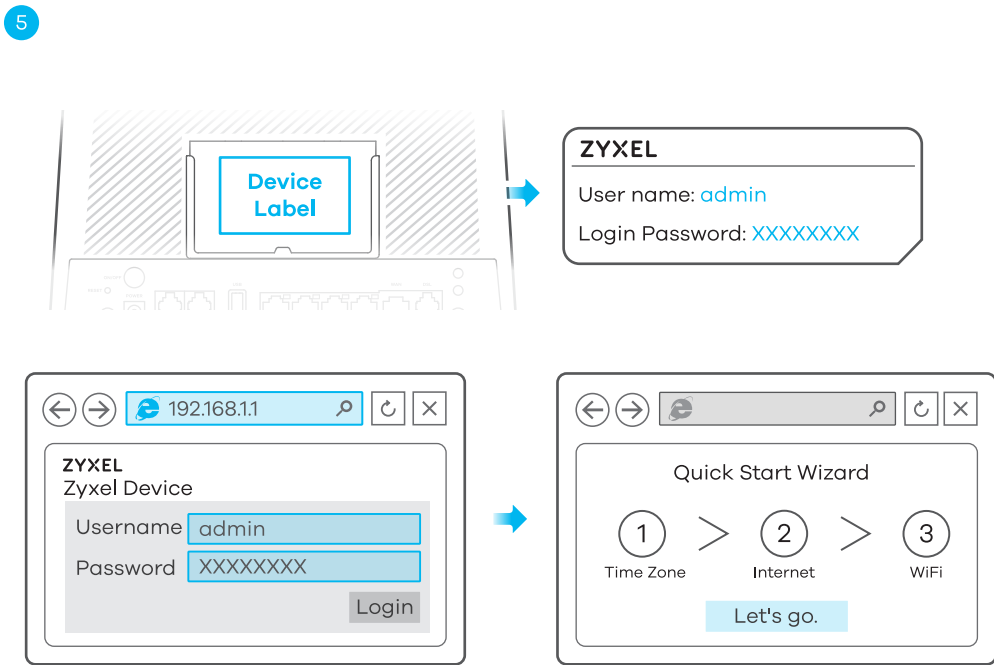 5
Device
Label
ZYXEL
User name: admin
Login Password: XXXXXXXX
192.168.1.1
ZYXEL
Zyxel Device
Username admin
Password XXXXXXXX
Login
Quick Start Wizard
1 > 2 > 3
Time Zone Internet WiFi
Let's go.